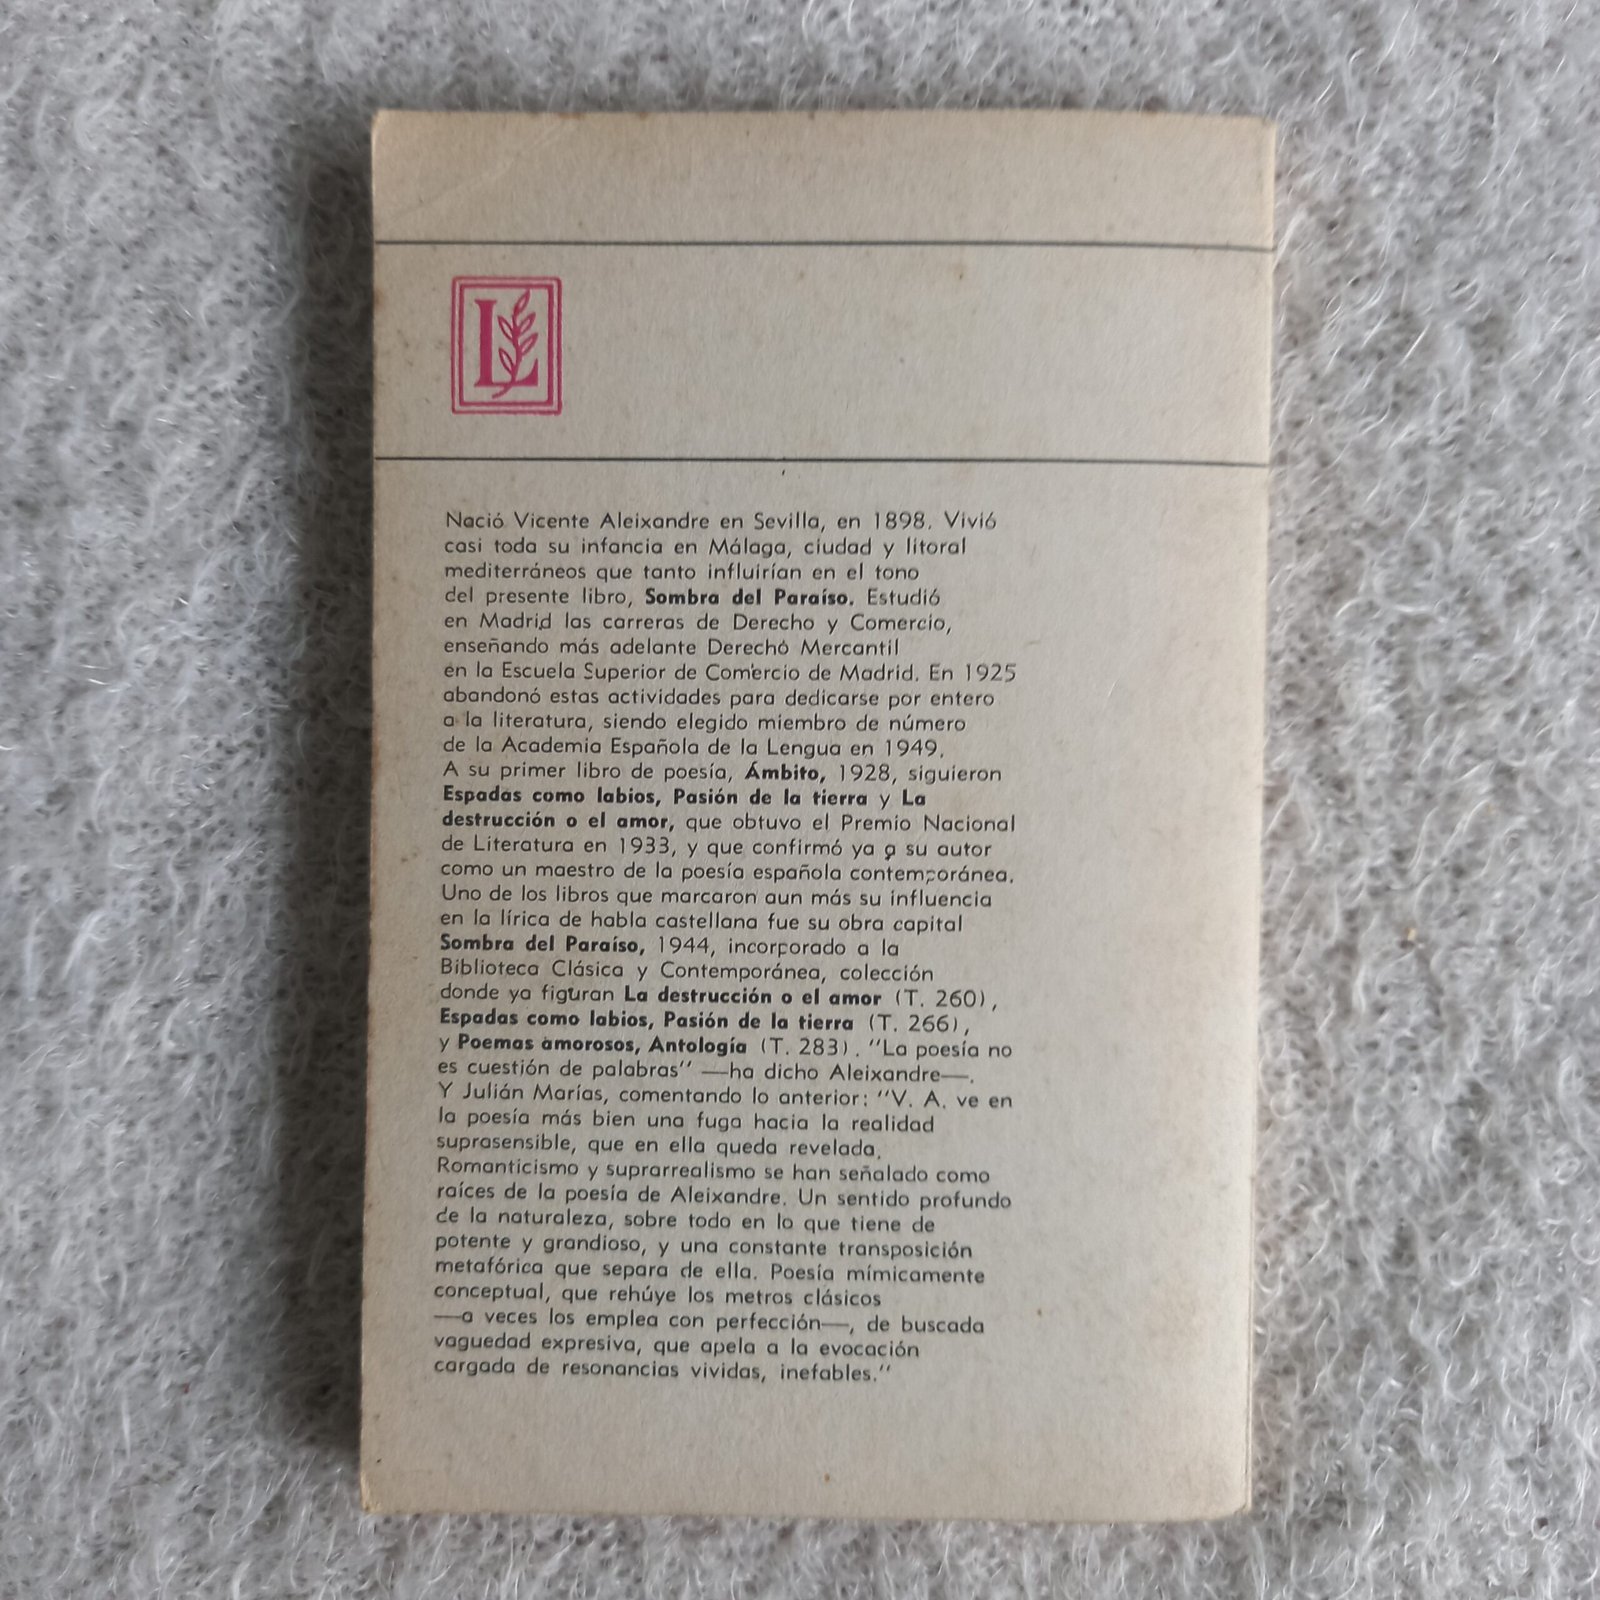 L
Nació Vicente Aleixandre en Sevilla, en 1898. Vivió
casi toda su infancia en Málaga, ciudad y litoral
mediterráneos que tanto influirían en el tono
del presente libro, Sombra del Paraíso. Estudió
en Madrid las carreras de Derecho y Comercio,
enseñando más adelante Derecho Mercantil
en la Escuela Superior de Comercio de Madrid. En 1925
abandonó estas actividades para dedicarse por entero
a la literatura, siendo elegido miembro de número
de la Academia Española de la Lengua en 1949.
A su primer libro de poesía, Ámbito, 1928, siguieron
Espadas como labios, Pasión de la tierra y La
destrucción o el amor, que obtuvo el Premio Nacional
de Literatura en 1933, y que confirmó ya a su autor
como un maestro de la poesía española contemporánea.
Uno de los libros que marcaron aun más su influencia
en la lírica de habla castellana fue su obra capital
Sombra del Paraíso, 1944, incorporado a la
Biblioteca Clásica y Contemporánea, colección
donde ya figuran La destrucción o el amor (T. 260),
Espadas como labios, Pasión de la tierra (T. 266),
y Poemas amorosos, Antología (T. 283). "La poesía no
es cuestión de palabras" —ha dicho Aleixandre—.
Y Julián Marías, comentando lo anterior: "V. A. ve en
la poesía más bien una fuga hacia la realidad
suprasensible, que en ella queda revelada.
Romanticismo y suprarrealismo se han señalado como
raíces de la poesía de Aleixandre. Un sentido profundo
de la naturaleza, sobre todo en lo que tiene de
potente y grandioso, y una constante transposición
metafórica que separa de ella. Poesía mímicamente
conceptual, que rehúye los metros clásicos
—a veces los emplea con perfección—, de buscada
vaguedad expresiva, que apela a la evocación
cargada de resonancias vividas, inefables."